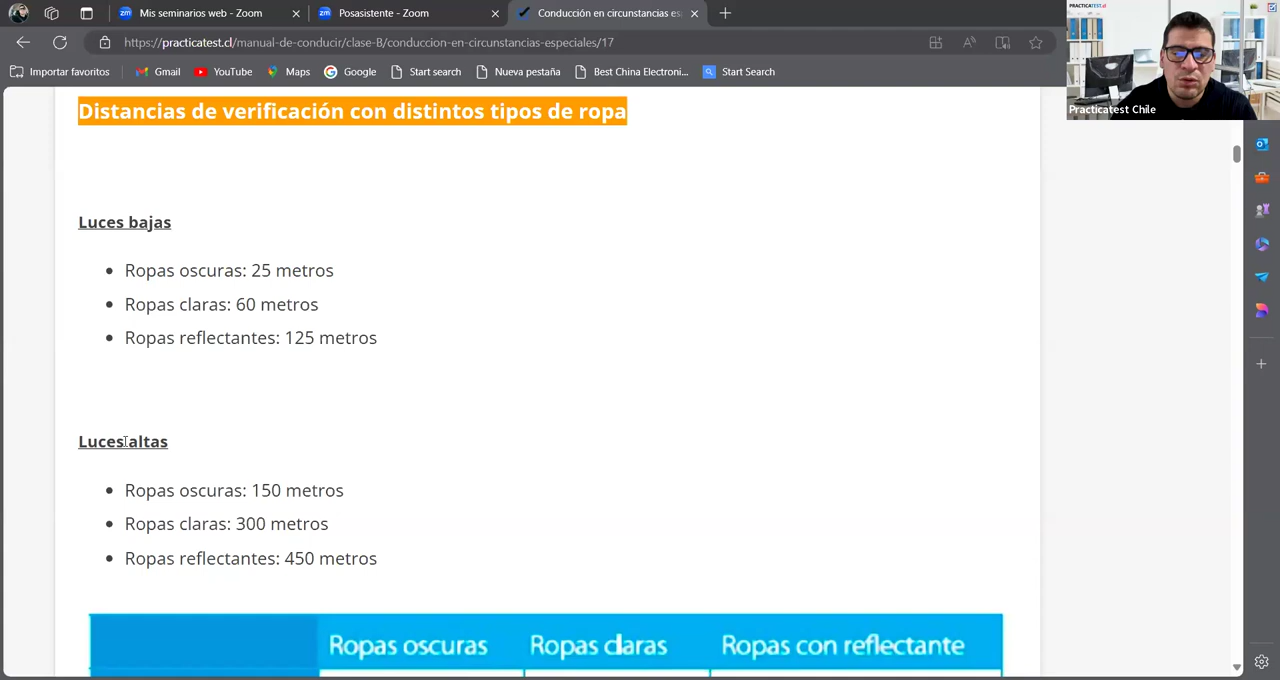 Mis seminarios web - Zoom
Posasistente - Zoom
Conducción en circunstancias es
PRACTICATEST.cl
https://practicatest.cl/manual-de-conducir/clase-B/conduccion-en-circunstancias-especiales/17
Importar favoritos
Gmail
YouTube
Maps
Google
Start search
Nueva pestaña
Best China Electroni...
Start Search
Practicatest Chile
Distancias de verificación con distintos tipos de ropa
Luces bajas
Ropas oscuras: 25 metros
Ropas claras: 60 metros
Ropas reflectantes: 125 metros
Luces altas
Ropas oscuras: 150 metros
Ropas claras: 300 metros
Ropas reflectantes: 450 metros
Ropas oscuras
Ropas claras
Ropas con reflectante